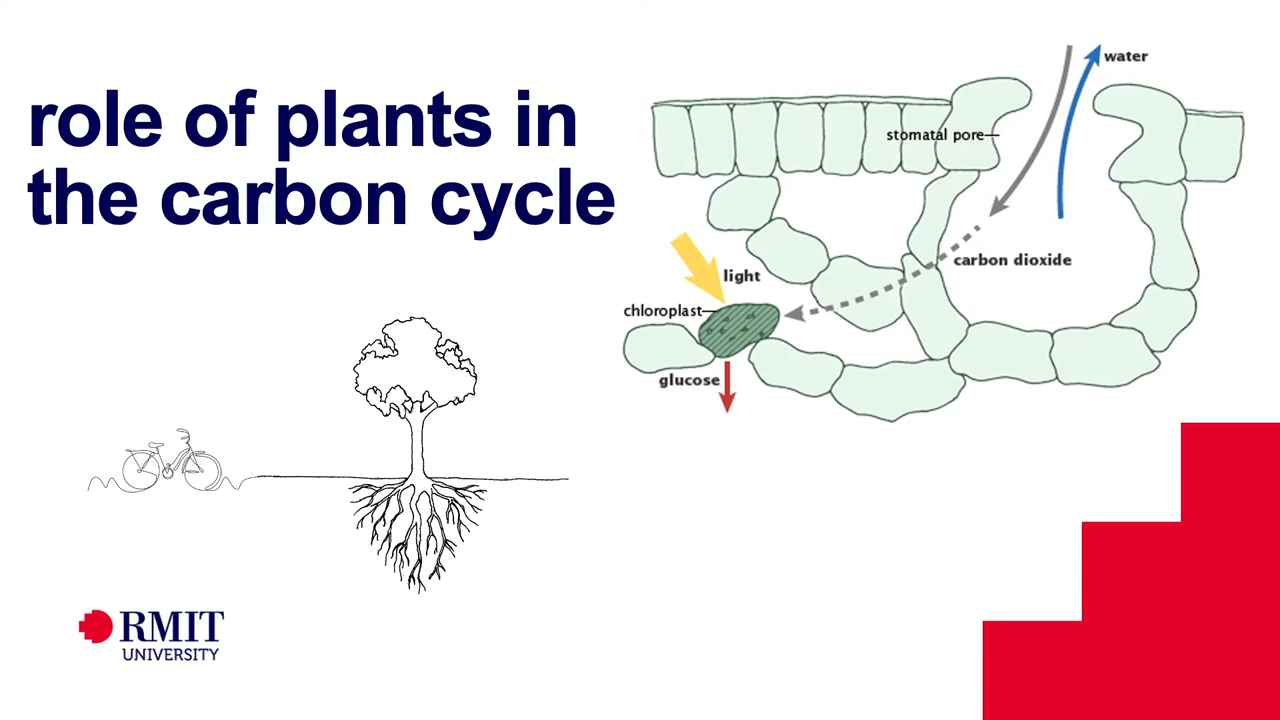 role of plants in
the carbon cycle
water
stomatal pore
carbon dioxide
light
chloroplast
glucose
RMIT
UNIVERSITY